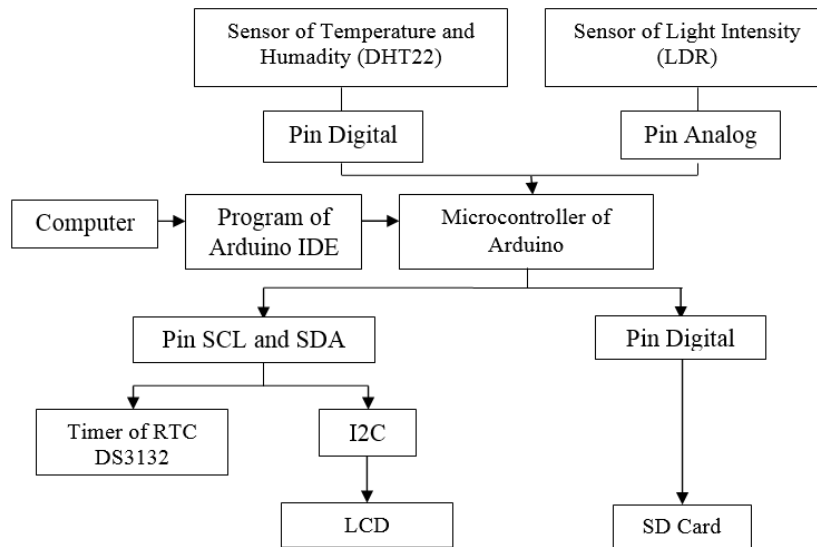 Sensor of Temperature and
Humadity (DHT22)
Sensor of Light Intensity
(LDR)
Pin Digital
Pin Analog
Computer
Program of
Arduino IDE
Microcontroller of
Arduino
Pin SCL and SDA
Pin Digital
Timer of RTC
DS3132
I2C
LCD
SD Card